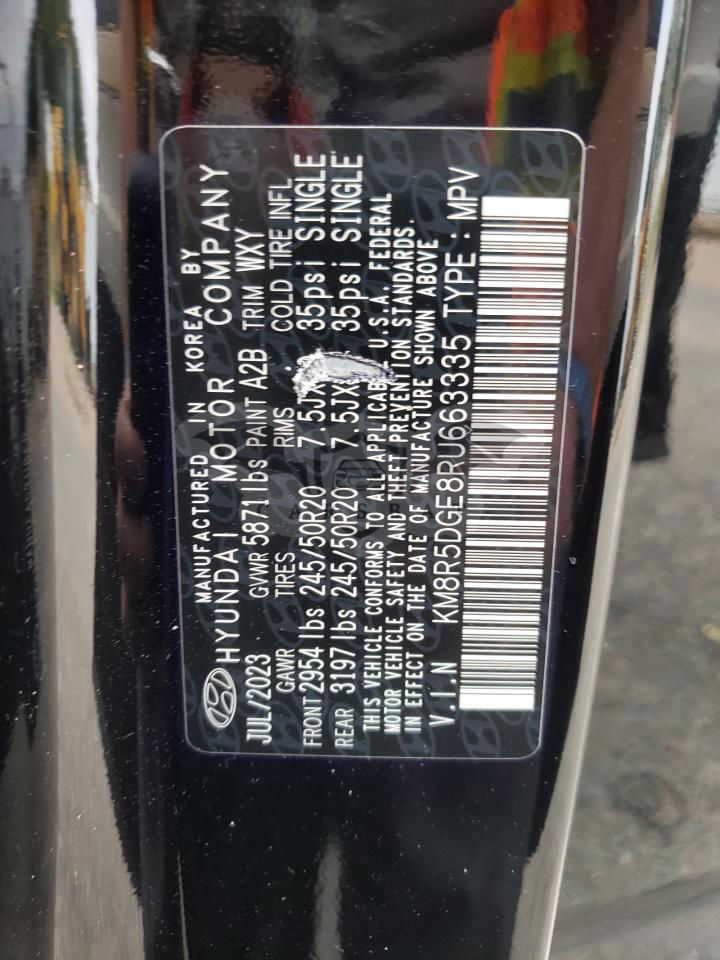 MANUFACTURED IN KOREA BY
HYUNDAI MOTOR COMPANY
JUL/2023 GVWR 5871 lbs PAINT A2B TRIM WXY
GAWR TIRES RIMS COLD TIRE INFL
FRONT 2954 lbs 245/50R20 7.5J 35psi SINGLE
REAR 3197 lbs 245/50R20 7.5JX 35psi SINGLE
THIS VEHICLE CONFORMS TO ALL APPLICAB U.S.A. FEDERAL
MOTOR VEHICLE SAFETY AND THEFT PREVENTION STANDARDS
IN EFFECT ON THE DATE OF MANUFACTURE SHOWN ABOVE
V.I.N KM8R5DGE8RU663335 TYPE : MPV